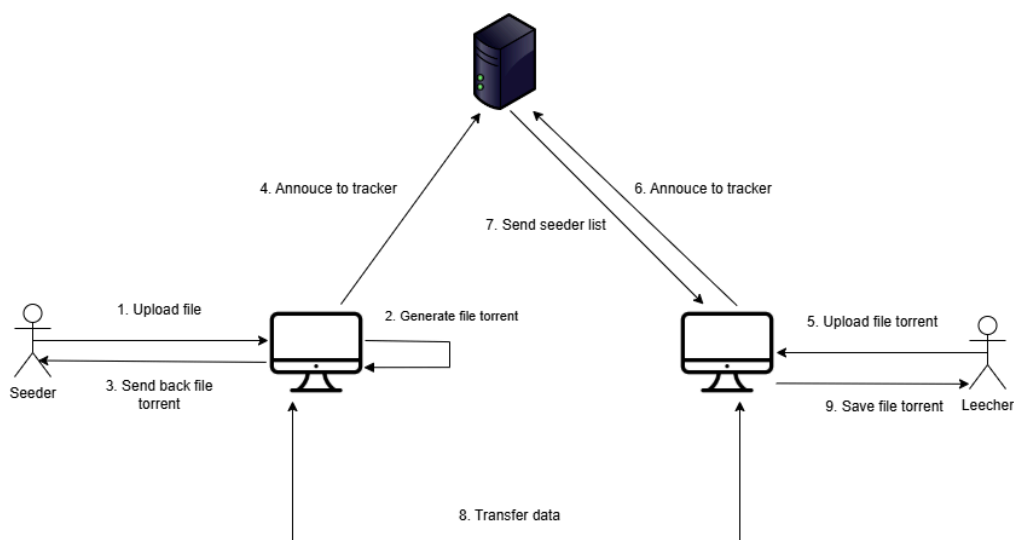 4. Annouce to tracker
6. Annouce to tracker
7. Send seeder list
1. Upload file
2. Generate file torrent
5. Upload file torrent
3. Send back file
torrent
Seeder
9. Save file torrent
Leecher
8. Transfer data